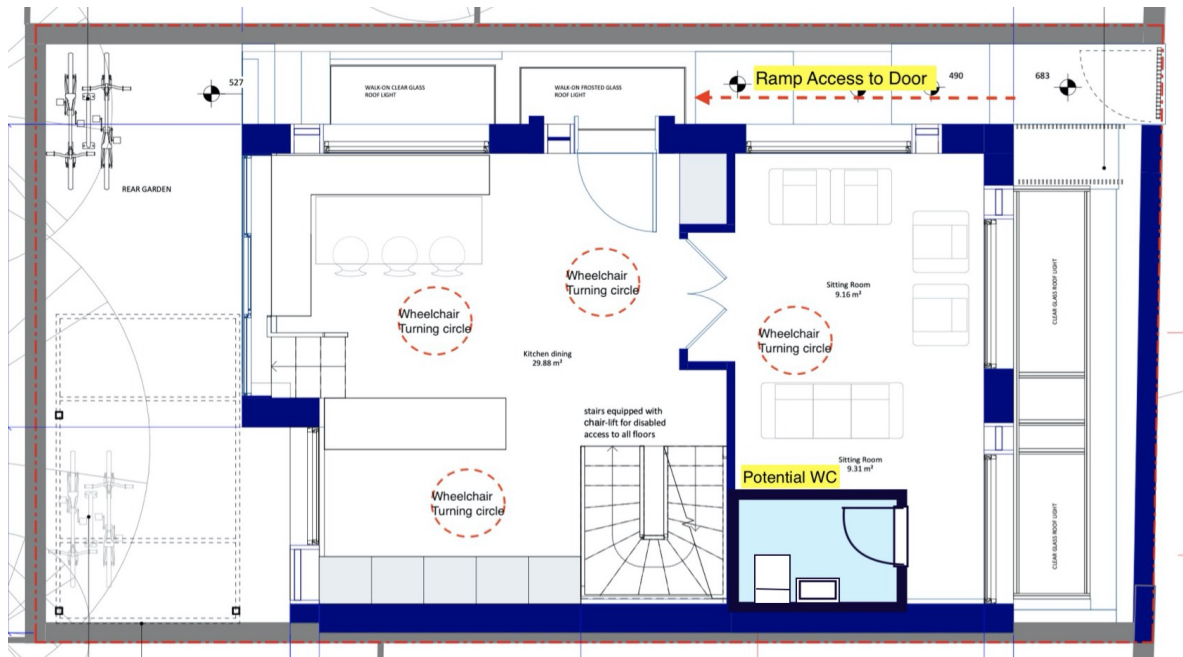 527
WALK-ON CLEAR GLASS
ROOF LIGHT
WALK-ON FROSTED GLASS
ROOF LIGHT
Ramp Access to Door
490
683
REAR GARDEN
Wheelchair
Turning circle
Wheelchair
Turning circle
Wheelchair
Turning circle
Sitting Room
9.16 m²
CLEAR GLASS ROOF LIGHT
Kitchen dining
29.88 m²
stairs equipped with
chair-lift for disabled
access to all floors
Sitting Room
9.31 m²
Potential WC
Wheelchair
Turning circle
CLEAR GLASS ROOF LIGHT